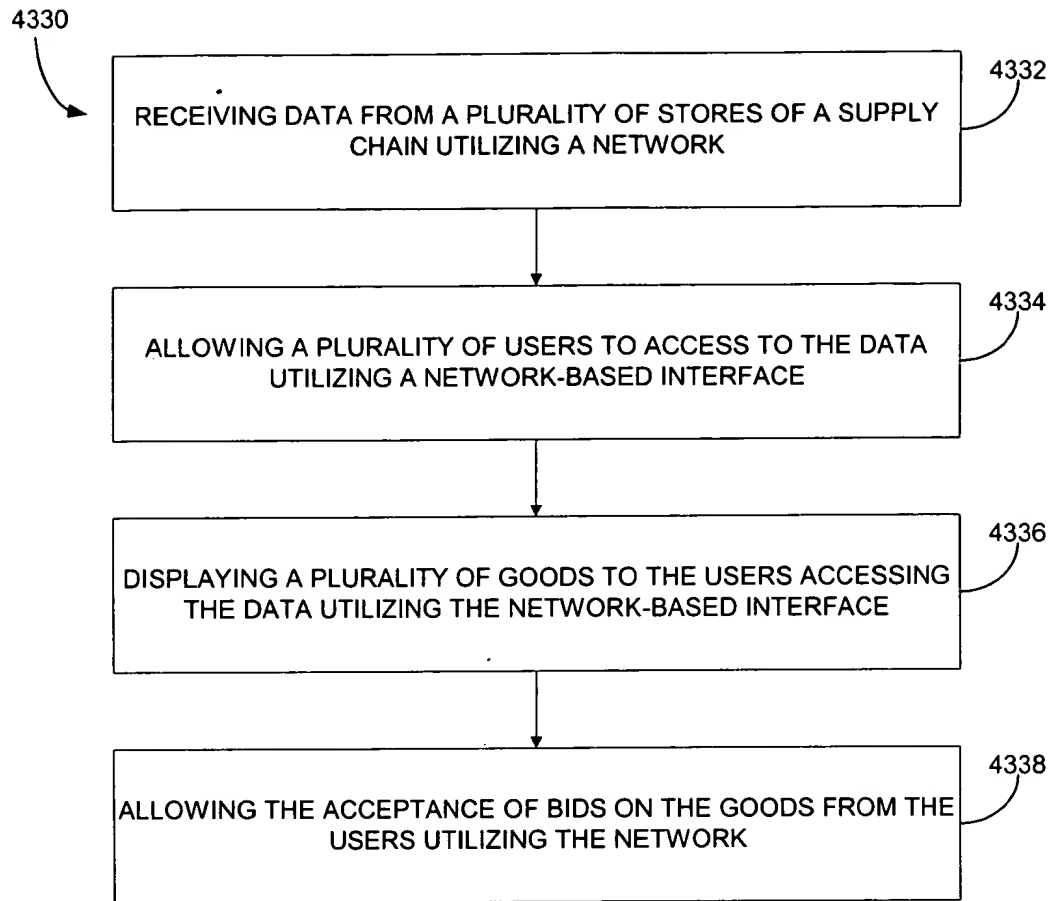 4330
4332
RECEIVING DATA FROM A PLURALITY OF STORES OF A SUPPLY
CHAIN UTILIZING A NETWORK
4334
ALLOWING A PLURALITY OF USERS TO ACCESS TO THE DATA
UTILIZING A NETWORK-BASED INTERFACE
4336
DISPLAYING A PLURALITY OF GOODS TO THE USERS ACCESSING
THE DATA UTILIZING THE NETWORK-BASED INTERFACE
4338
ALLOWING THE ACCEPTANCE OF BIDS ON THE GOODS FROM THE
USERS UTILIZING THE NETWORK